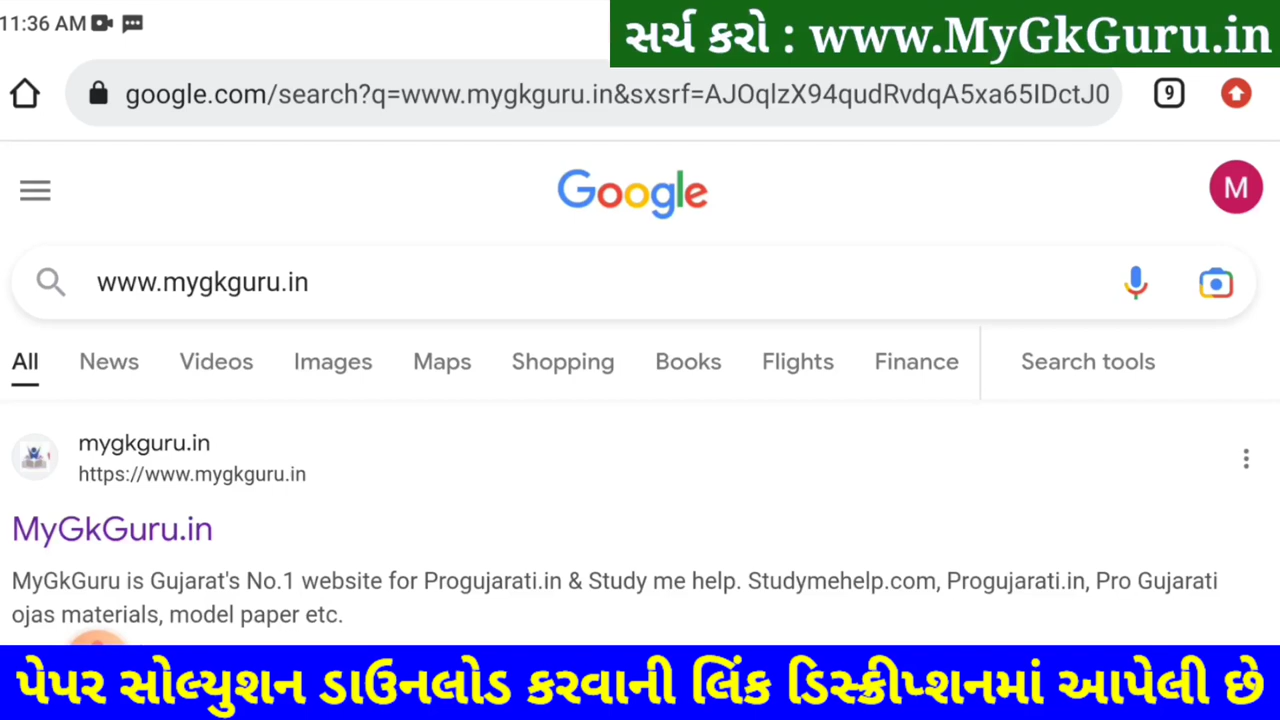 11:36 AM
સર્ચ કરો : www.MyGkGuru.in
google.com/search?q=www.mygkguru.in&sxsrf=AJOqlzX94qudRvdqA5xa65IDctJ0
9
Google
M
www.mygkguru.in
All News Videos Images Maps Shopping Books Flights Finance Search tools
mygkguru.in
https://www.mygkguru.in
MyGkGuru.in
MyGkGuru is Gujarat's No.1 website for Progujarati.in & Study me help. Studymehelp.com, Progujarati.in, Pro Gujarati
ojas materials, model paper etc.
પેપર સોલ્યુશન ડાઉનલોડ કરવાની લિંક ડિસ્ક્રીપ્શનમાં આપેલી છે